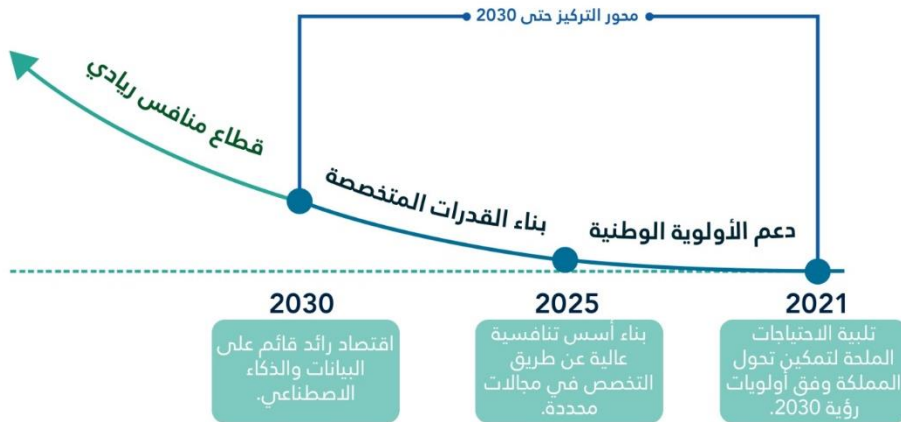 محور التركيز حتى 2030
دعم الأولوية الوطنية
بناء القدرات المتخصصة
قطاع منافس ريادي
2021
تلبية الاحتياجات
الملحة لتمكين تحول
المملكة وفق أولويات
رؤية 2030.
2025
بناء أسس تنافسية
عالية عن طريق
التخصص في مجالات
محددة.
2030
اقتصاد رائد قائم على
البيانات والذكاء
الاصطناعي.